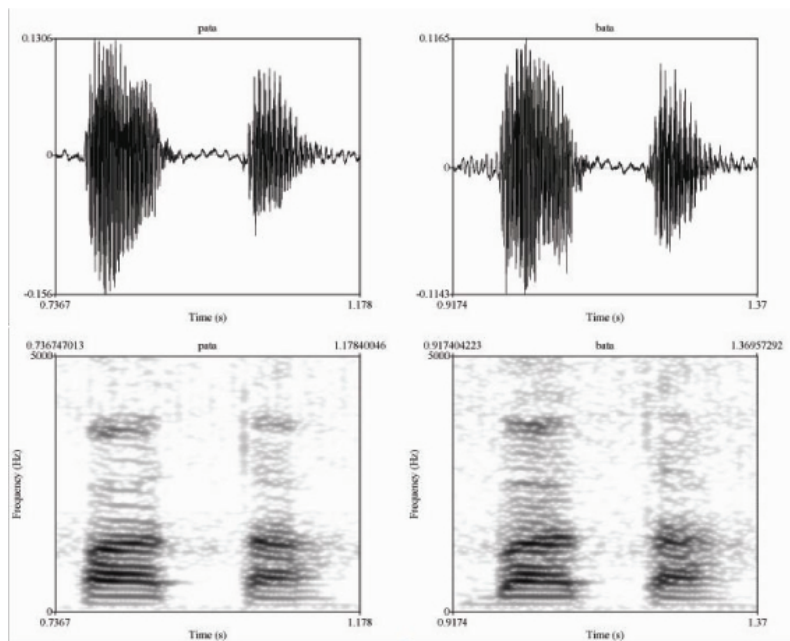 pata
0.1306
0
-0.156
0.7367
1.178
Time (s)
bata
0.1165
0
-0.1143
0.9174
1.37
Time (s)
0.736747013
pata
1.17840046
5000
Frequency (Hz)
0
0.7367
1.178
Time (s)
0.917404223
bata
1.36957292
5000
Frequency (Hz)
0
0.9174
1.37
Time (s)